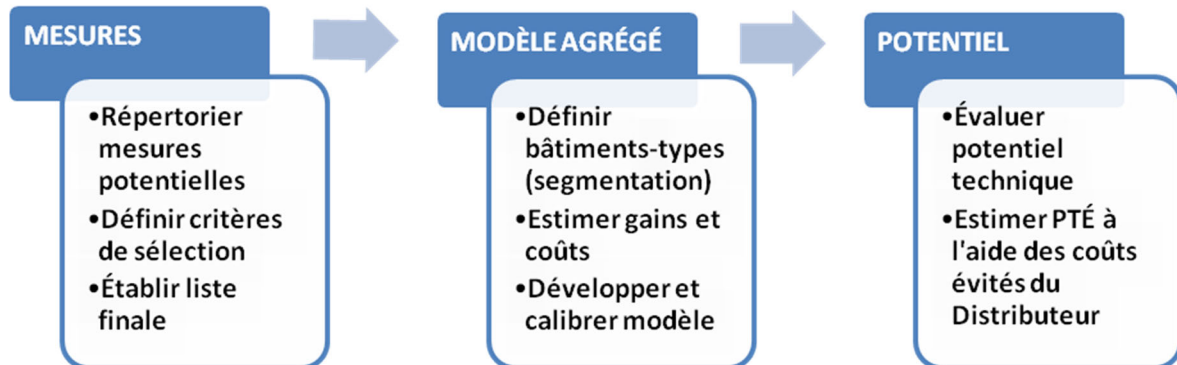 MESURES
•Répertorier
mesures
potentielles
•Définir critères
de sélection
•Établir liste
finale
MODÈLE AGRÉGÉ
•Définir
bâtiments-types
(segmentation)
•Estimer gains et
coûts
•Développer et
calibrer modèle
POTENTIEL
•Évaluer
potentiel
technique
•Estimer PTÉ à
l'aide des coûts
évités du
Distributeur